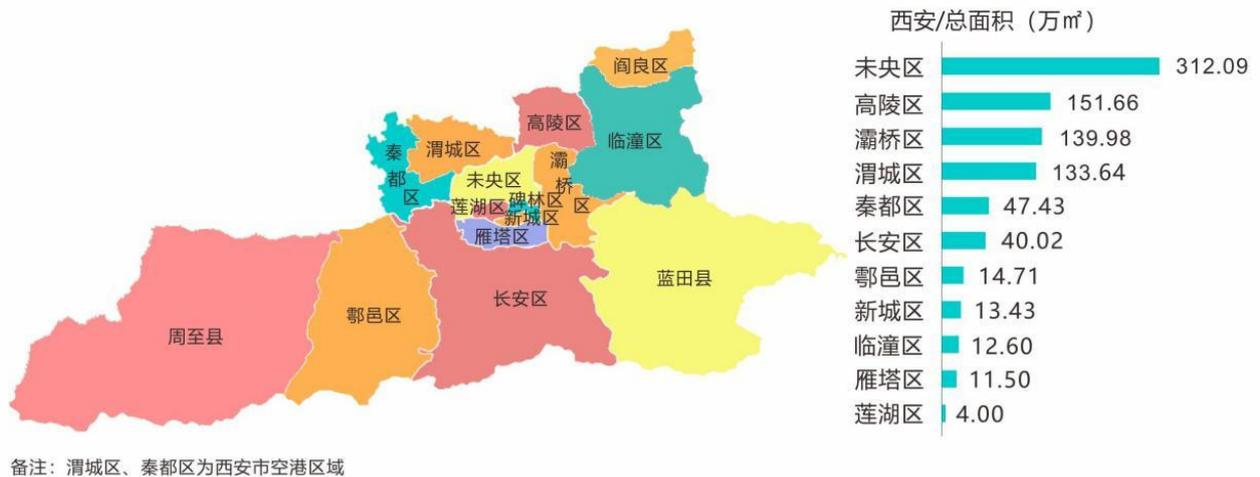 阎良区
高陵区
临潼区
秦都区
渭城区
灞桥区
未央区
莲湖区
碑林区
新城区
雁塔区
蓝田县
长安区
鄠邑区
周至县
备注：渭城区、秦都区为西安市空港区域
西安/总面积（万㎡）
未央区 312.09
高陵区 151.66
灞桥区 139.98
渭城区 133.64
秦都区 47.43
长安区 40.02
鄠邑区 14.71
新城区 13.43
临潼区 12.60
雁塔区 11.50
莲湖区 4.00